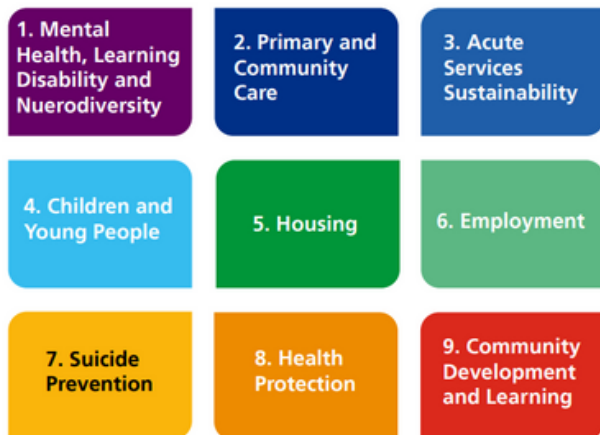 1. Mental
Health, Learning
Disability and
Nuerodiversity
2. Primary and
Community
Care
3. Acute
Services
Sustainability
4. Children and
Young People
5. Housing
6. Employment
7. Suicide
Prevention
8. Health
Protection
9. Community
Development
and Learning